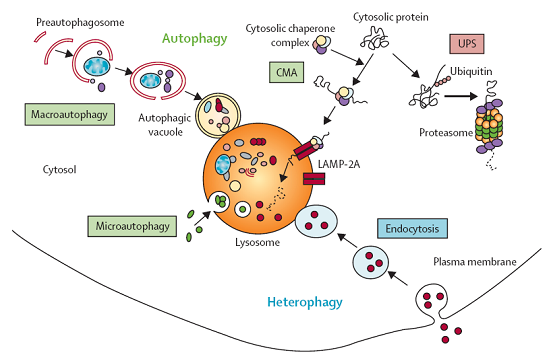 Preautophagosome
Autophagy
Cytosolic chaperone
complex
Cytosolic protein
UPS
CMA
Ubiquitin
Macroautophagy
Autophagic
vacuole
Proteasome
Cytosol
LAMP-2A
Microautophagy
Lysosome
Endocytosis
Plasma membrane
Heterophagy